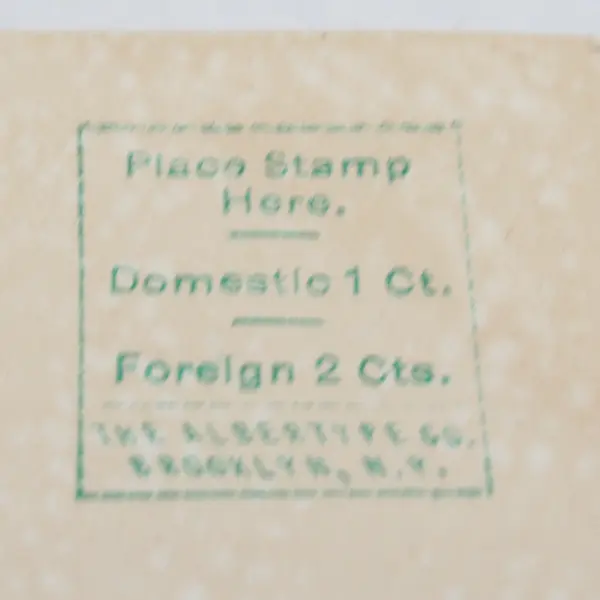 Place Stamp
Here.
Domestic 1 Ct.
Foreign 2 Cts.
THE ALBERTYPE CO.
BROOKLYN, N.Y.